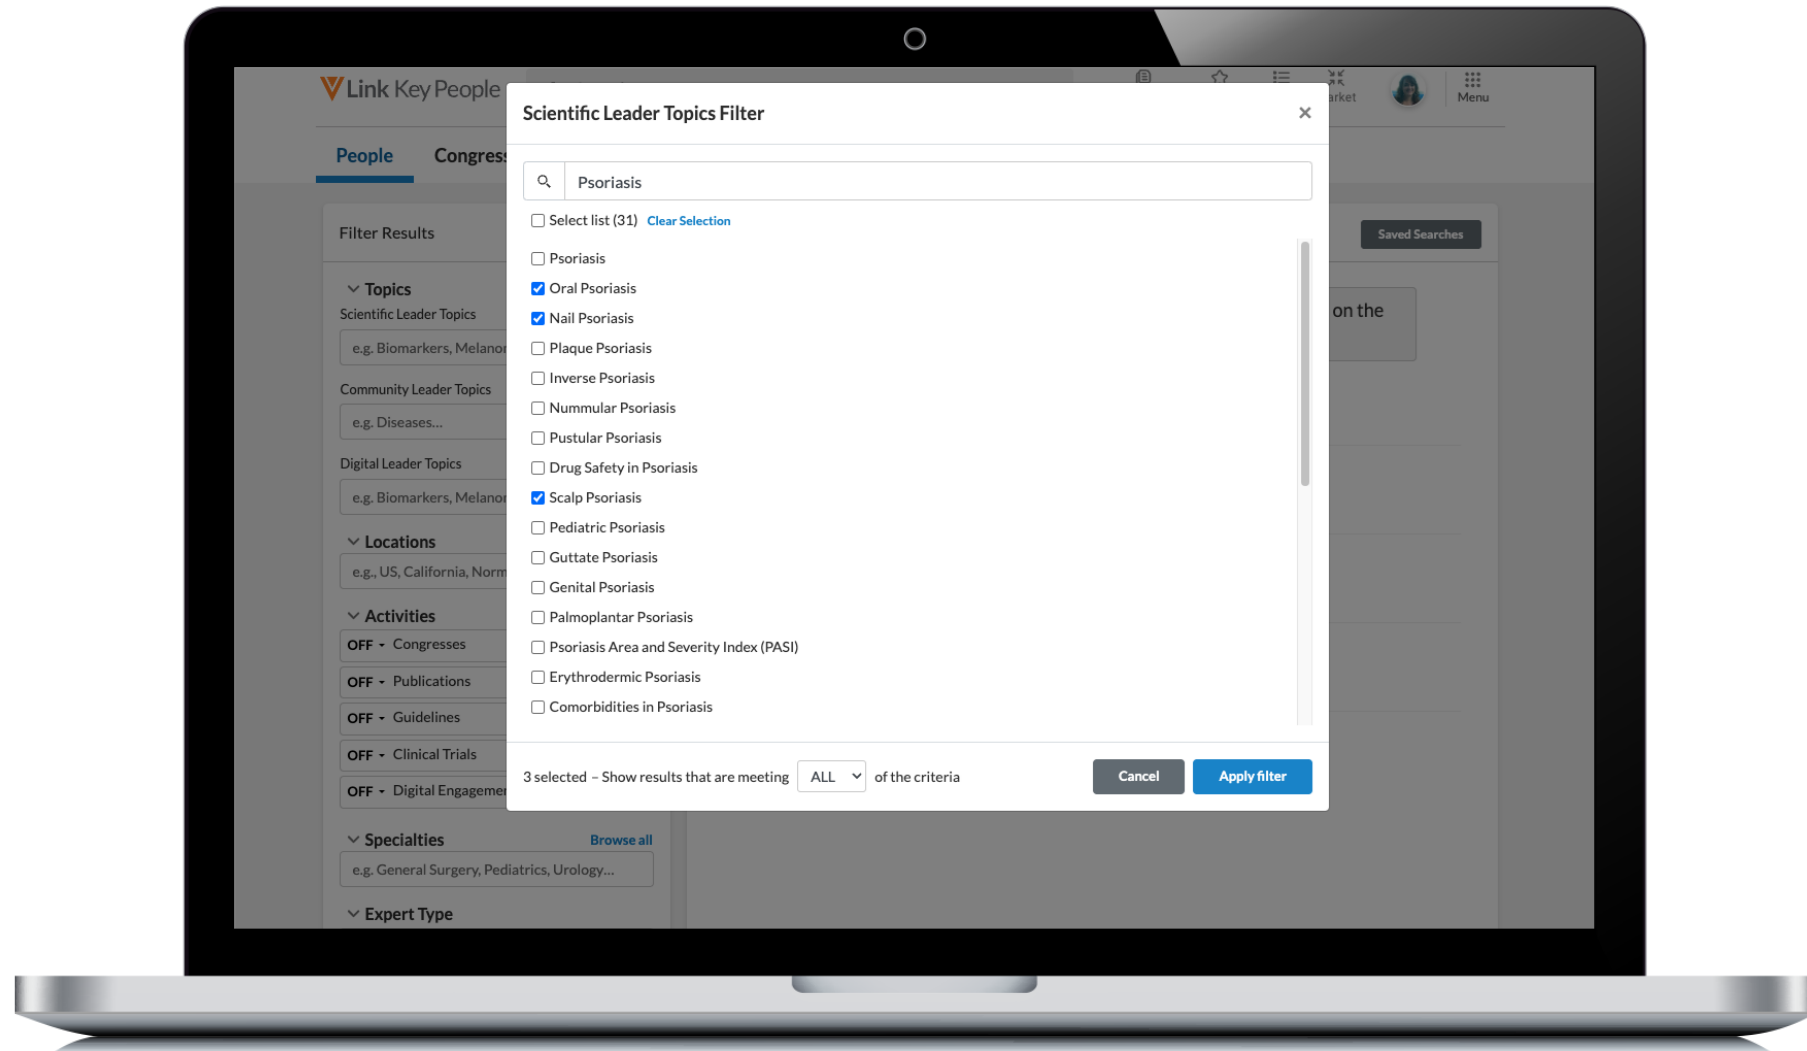 Link Key People
arket
Menu
People
Congress
Filter Results
Saved Searches
Topics
Scientific Leader Topics
e.g. Biomarkers, Melanor
Community Leader Topics
e.g. Diseases...
Digital Leader Topics
e.g. Biomarkers, Melanor
Locations
e.g., US, California, Norm
Activities
OFF Congresses
OFF Publications
OFF Guidelines
OFF Clinical Trials
OFF Digital Engagemen
Specialties
Browse all
e.g. General Surgery, Pediatrics, Urology...
Expert Type
on the
Scientific Leader Topics Filter
×
Psoriasis
Select list (31) Clear Selection
Psoriasis
Oral Psoriasis
Nail Psoriasis
Plaque Psoriasis
Inverse Psoriasis
Nummular Psoriasis
Pustular Psoriasis
Drug Safety in Psoriasis
Scalp Psoriasis
Pediatric Psoriasis
Guttate Psoriasis
Genital Psoriasis
Palmoplantar Psoriasis
Psoriasis Area and Severity Index (PASI)
Erythrodermic Psoriasis
Comorbidities in Psoriasis
3 selected – Show results that are meeting ALL of the criteria
Cancel
Apply filter